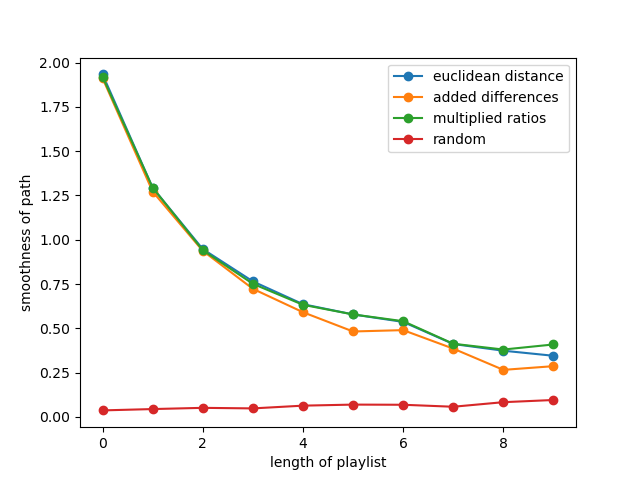 2.00
1.75
1.50
1.25
1.00
0.75
0.50
0.25
0.00
smoothness of path
0 2 4 6 8
length of playlist
euclidean distance
added differences
multiplied ratios
random